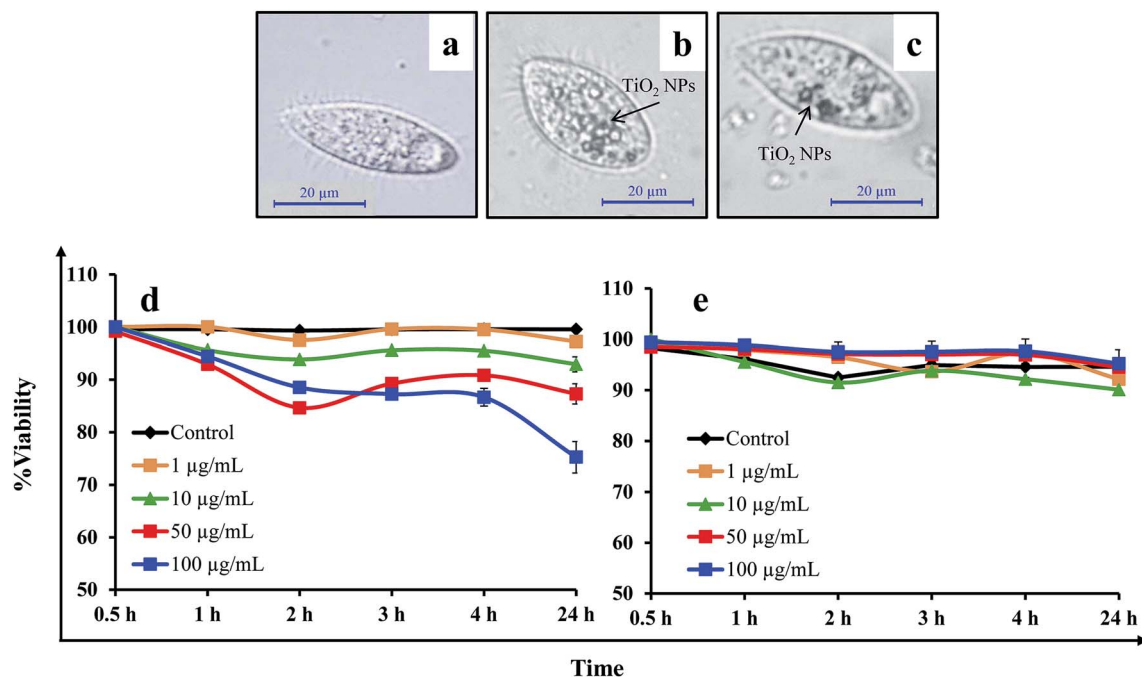 a
b
c
TiO₂ NPs
TiO₂ NPs
20 µm
20 µm
20 µm
%Viability
d
110
100
90
80
70
60
50
Control
1 µg/mL
10 µg/mL
50 µg/mL
100 µg/mL
0.5 h 1 h 2 h 3 h 4 h 24 h
e
110
100
90
80
70
60
50
Control
1 µg/mL
10 µg/mL
50 µg/mL
100 µg/mL
0.5 h 1 h 2 h 3 h 4 h 24 h
Time